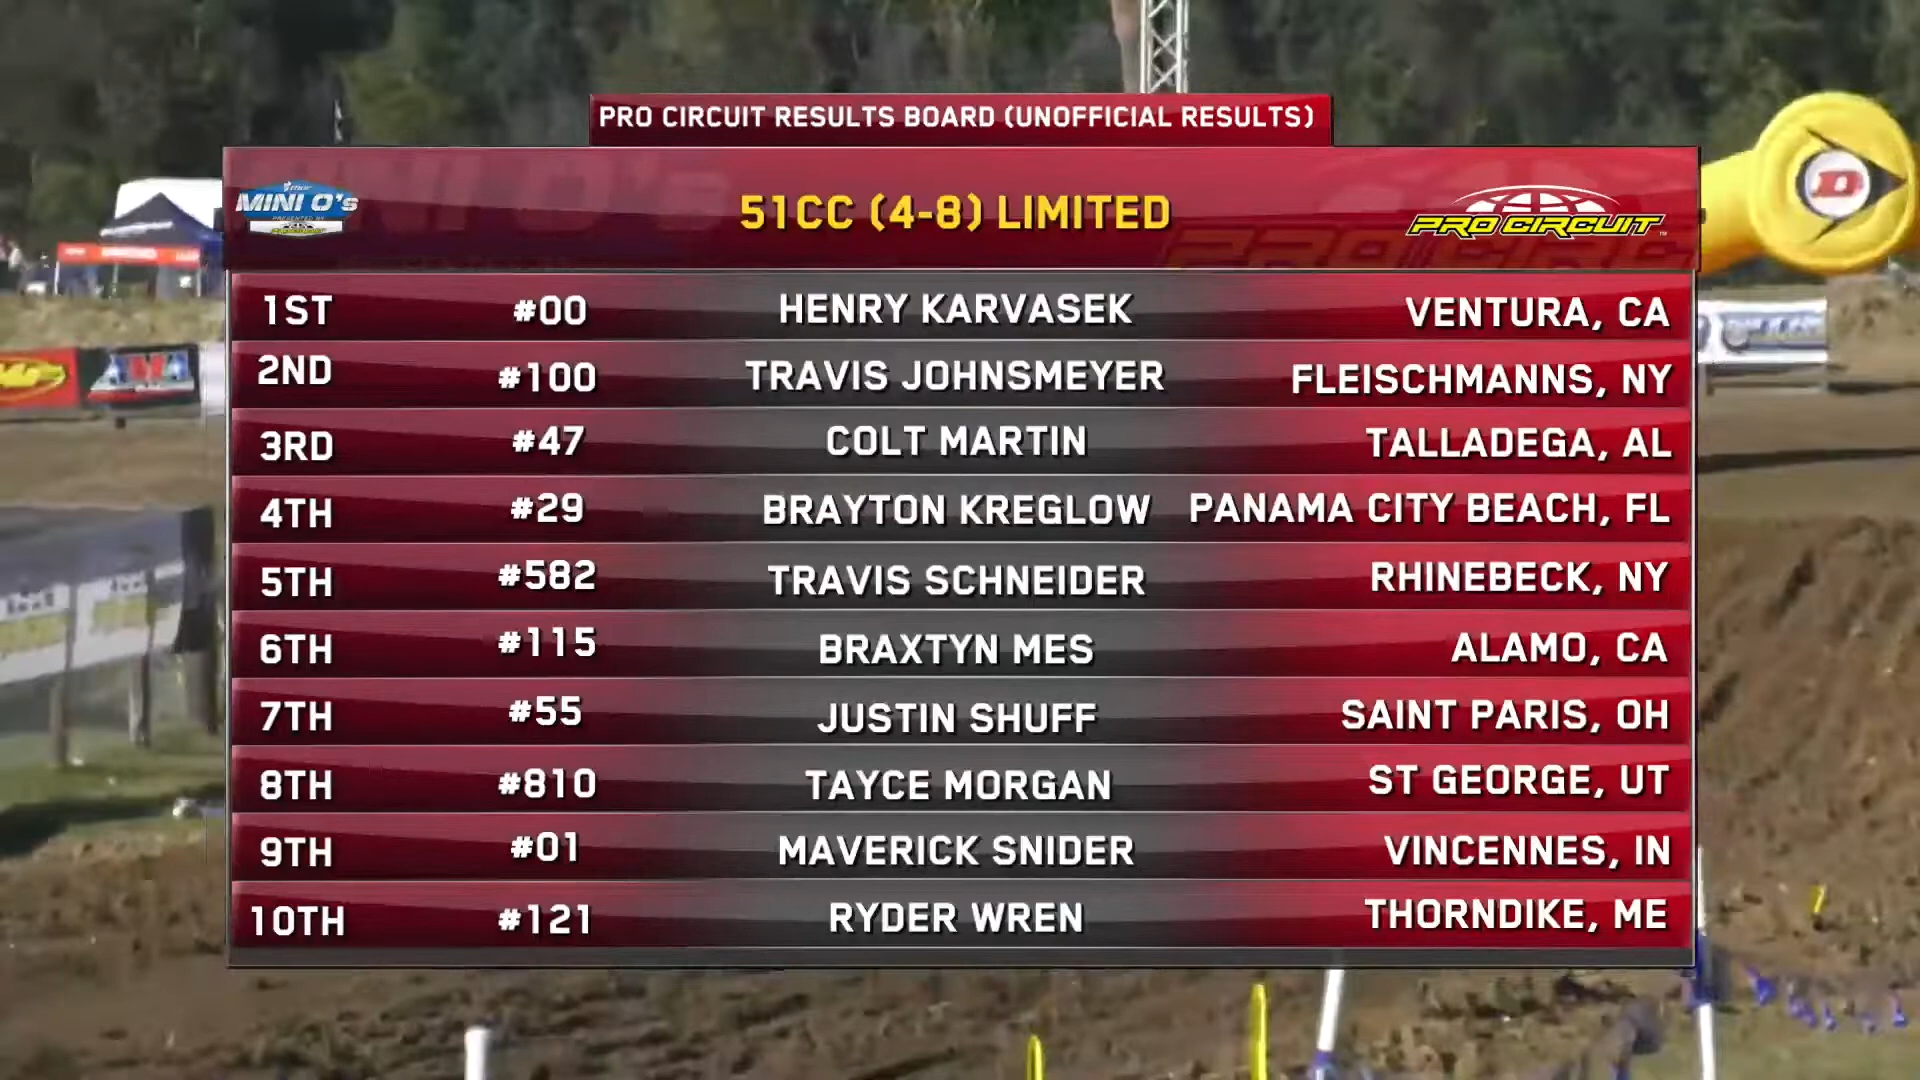 PRO CIRCUIT RESULTS BOARD (UNOFFICIAL RESULTS)
MINI O's
PRESENTED BY
51CC (4-8) LIMITED
PRO CIRCUIT
1ST #00 HENRY KARVASEK VENTURA, CA
2ND #100 TRAVIS JOHNSMEYER FLEISCHMANNS, NY
3RD #47 COLT MARTIN TALLADEGA, AL
4TH #29 BRAYTON KREGLOW PANAMA CITY BEACH, FL
5TH #582 TRAVIS SCHNEIDER RHINEBECK, NY
6TH #115 BRAXTYN MES ALAMO, CA
7TH #55 JUSTIN SHUFF SAINT PARIS, OH
8TH #810 TAYCE MORGAN ST GEORGE, UT
9TH #01 MAVERICK SNIDER VINCENNES, IN
10TH #121 RYDER WREN THORNDIKE, ME